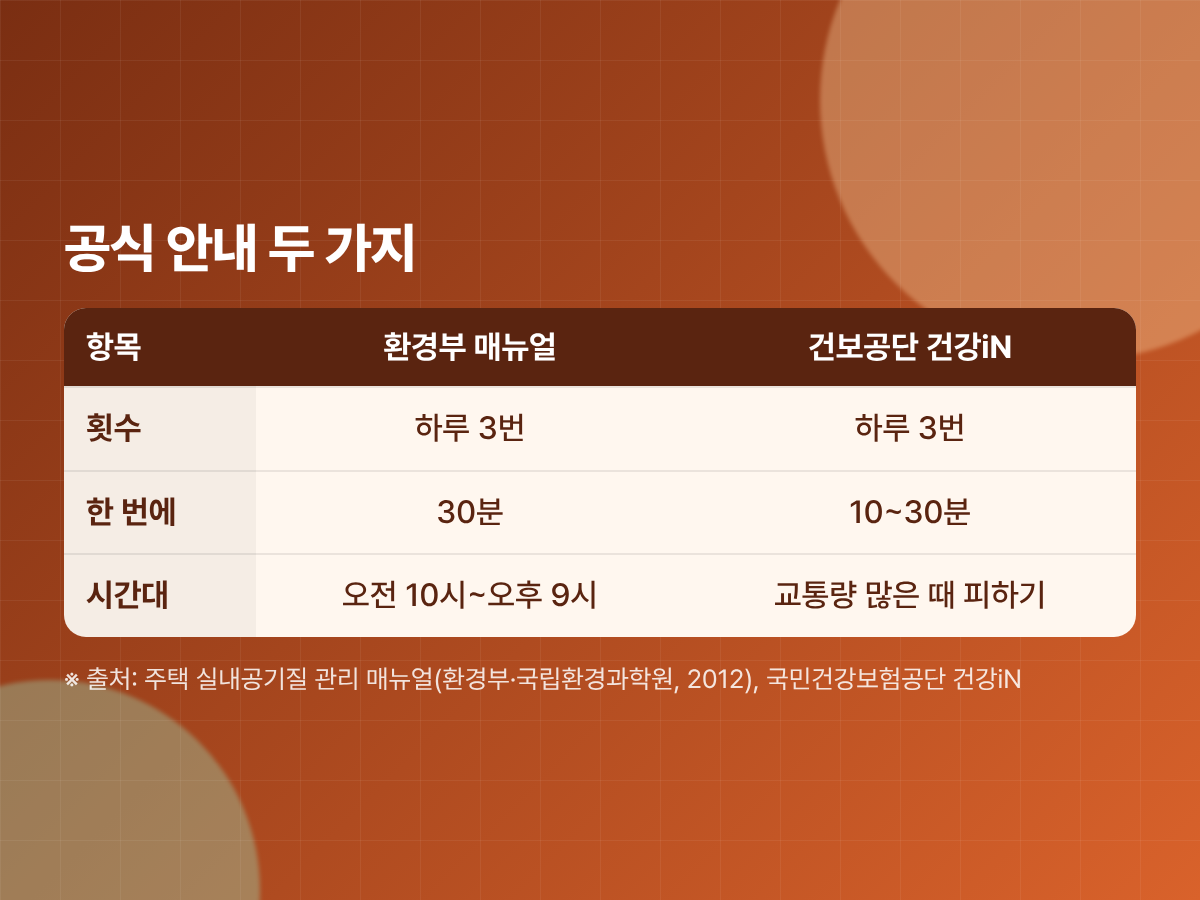 공식 안내 두 가지
항목 환경부 매뉴얼 건보공단 건강iN
횟수 하루 3번 하루 3번
한 번에 30분 10~30분
시간대 오전 10시~오후 9시 교통량 많은 때 피하기
※ 출처: 주택 실내공기질 관리 매뉴얼(환경부·국립환경과학원, 2012), 국민건강보험공단 건강iN